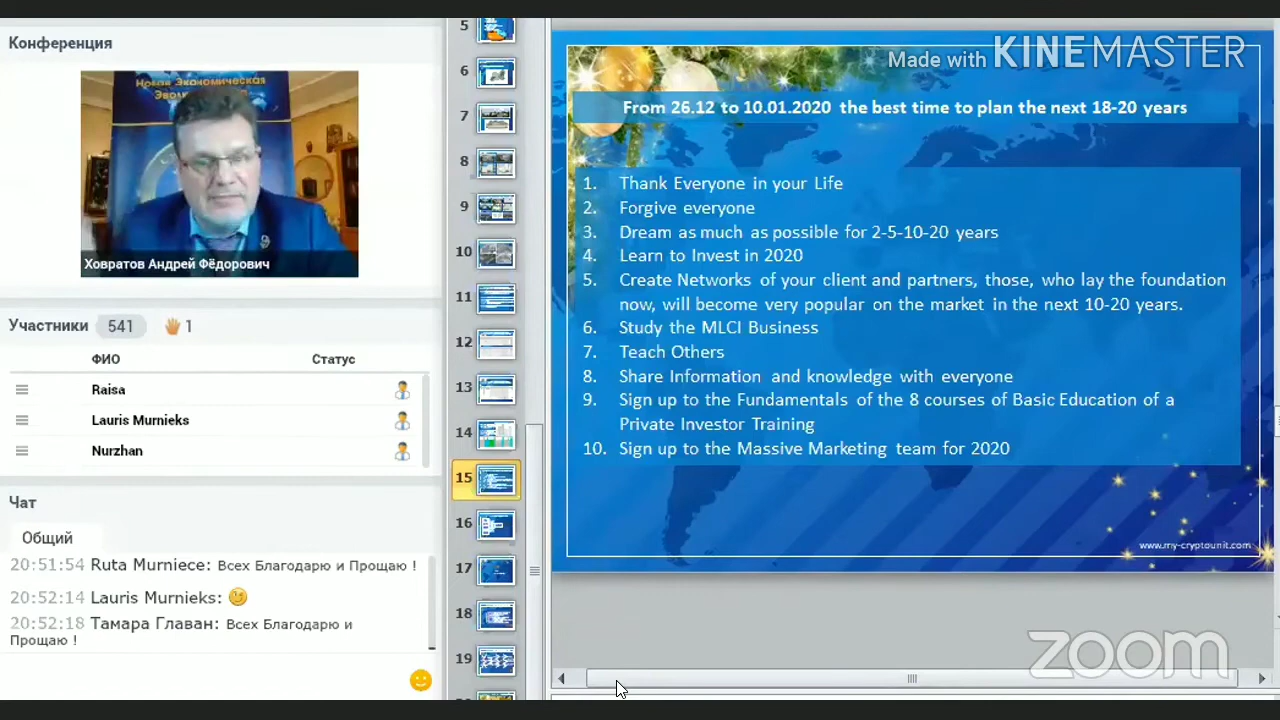 Конференция
Новая Экономическая
Ховратов Андрей Фёдорович
Участники 541 1
ФИО Статус
Raisa
Lauris Murnieks
Nurzhan
Чат
Общий
20:51:54 Ruta Murniece: Всех Благодарю и Прощаю !
20:52:14 Lauris Murnieks:
20:52:18 Тамара Главан: Всех Благодарю и
Прощаю !
5
6
7
8
9
10
11
12
13
14
15
16
17
18
19
Made with KINEMASTER
From 26.12 to 10.01.2020 the best time to plan the next 18-20 years
1. Thank Everyone in your Life
2. Forgive everyone
3. Dream as much as possible for 2-5-10-20 years
4. Learn to Invest in 2020
5. Create Networks of your client and partners, those, who lay the foundation
now, will become very popular on the market in the next 10-20 years.
6. Study the MLCI Business
7. Teach Others
8. Share Information and knowledge with everyone
9. Sign up to the Fundamentals of the 8 courses of Basic Education of a
Private Investor Training
10. Sign up to the Massive Marketing team for 2020
www.my-cryptounit.com
zoom